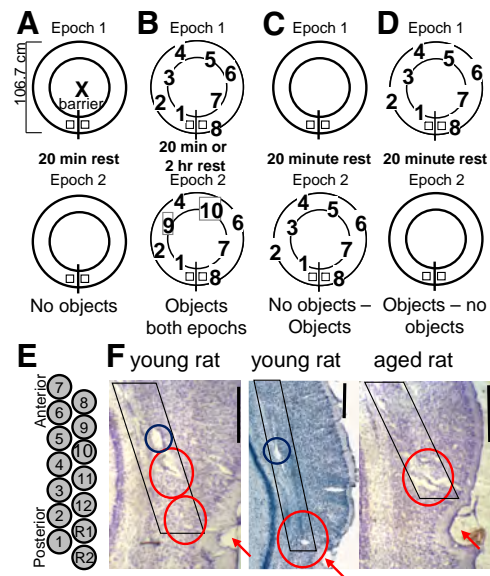 A Epoch 1
B Epoch 1
C Epoch 1
D Epoch 1
106.7 cm
X
barrier
4 5 6 3 2 7 1 8
4 5 6 3 2 7 1 8
20 min rest
20 min or
2 hr rest
20 minute rest
20 minute rest
Epoch 2
Epoch 2
Epoch 2
Epoch 2
4 10 9 6 2 7 1 8
4 5 6 3 2 7 1 8
No objects
Objects
both epochs
No objects –
Objects
Objects – no
objects
E
Anterior
Posterior
7
6
5
4
3
2
1
8
9
10
11
12
R1
R2
F young rat
young rat
aged rat